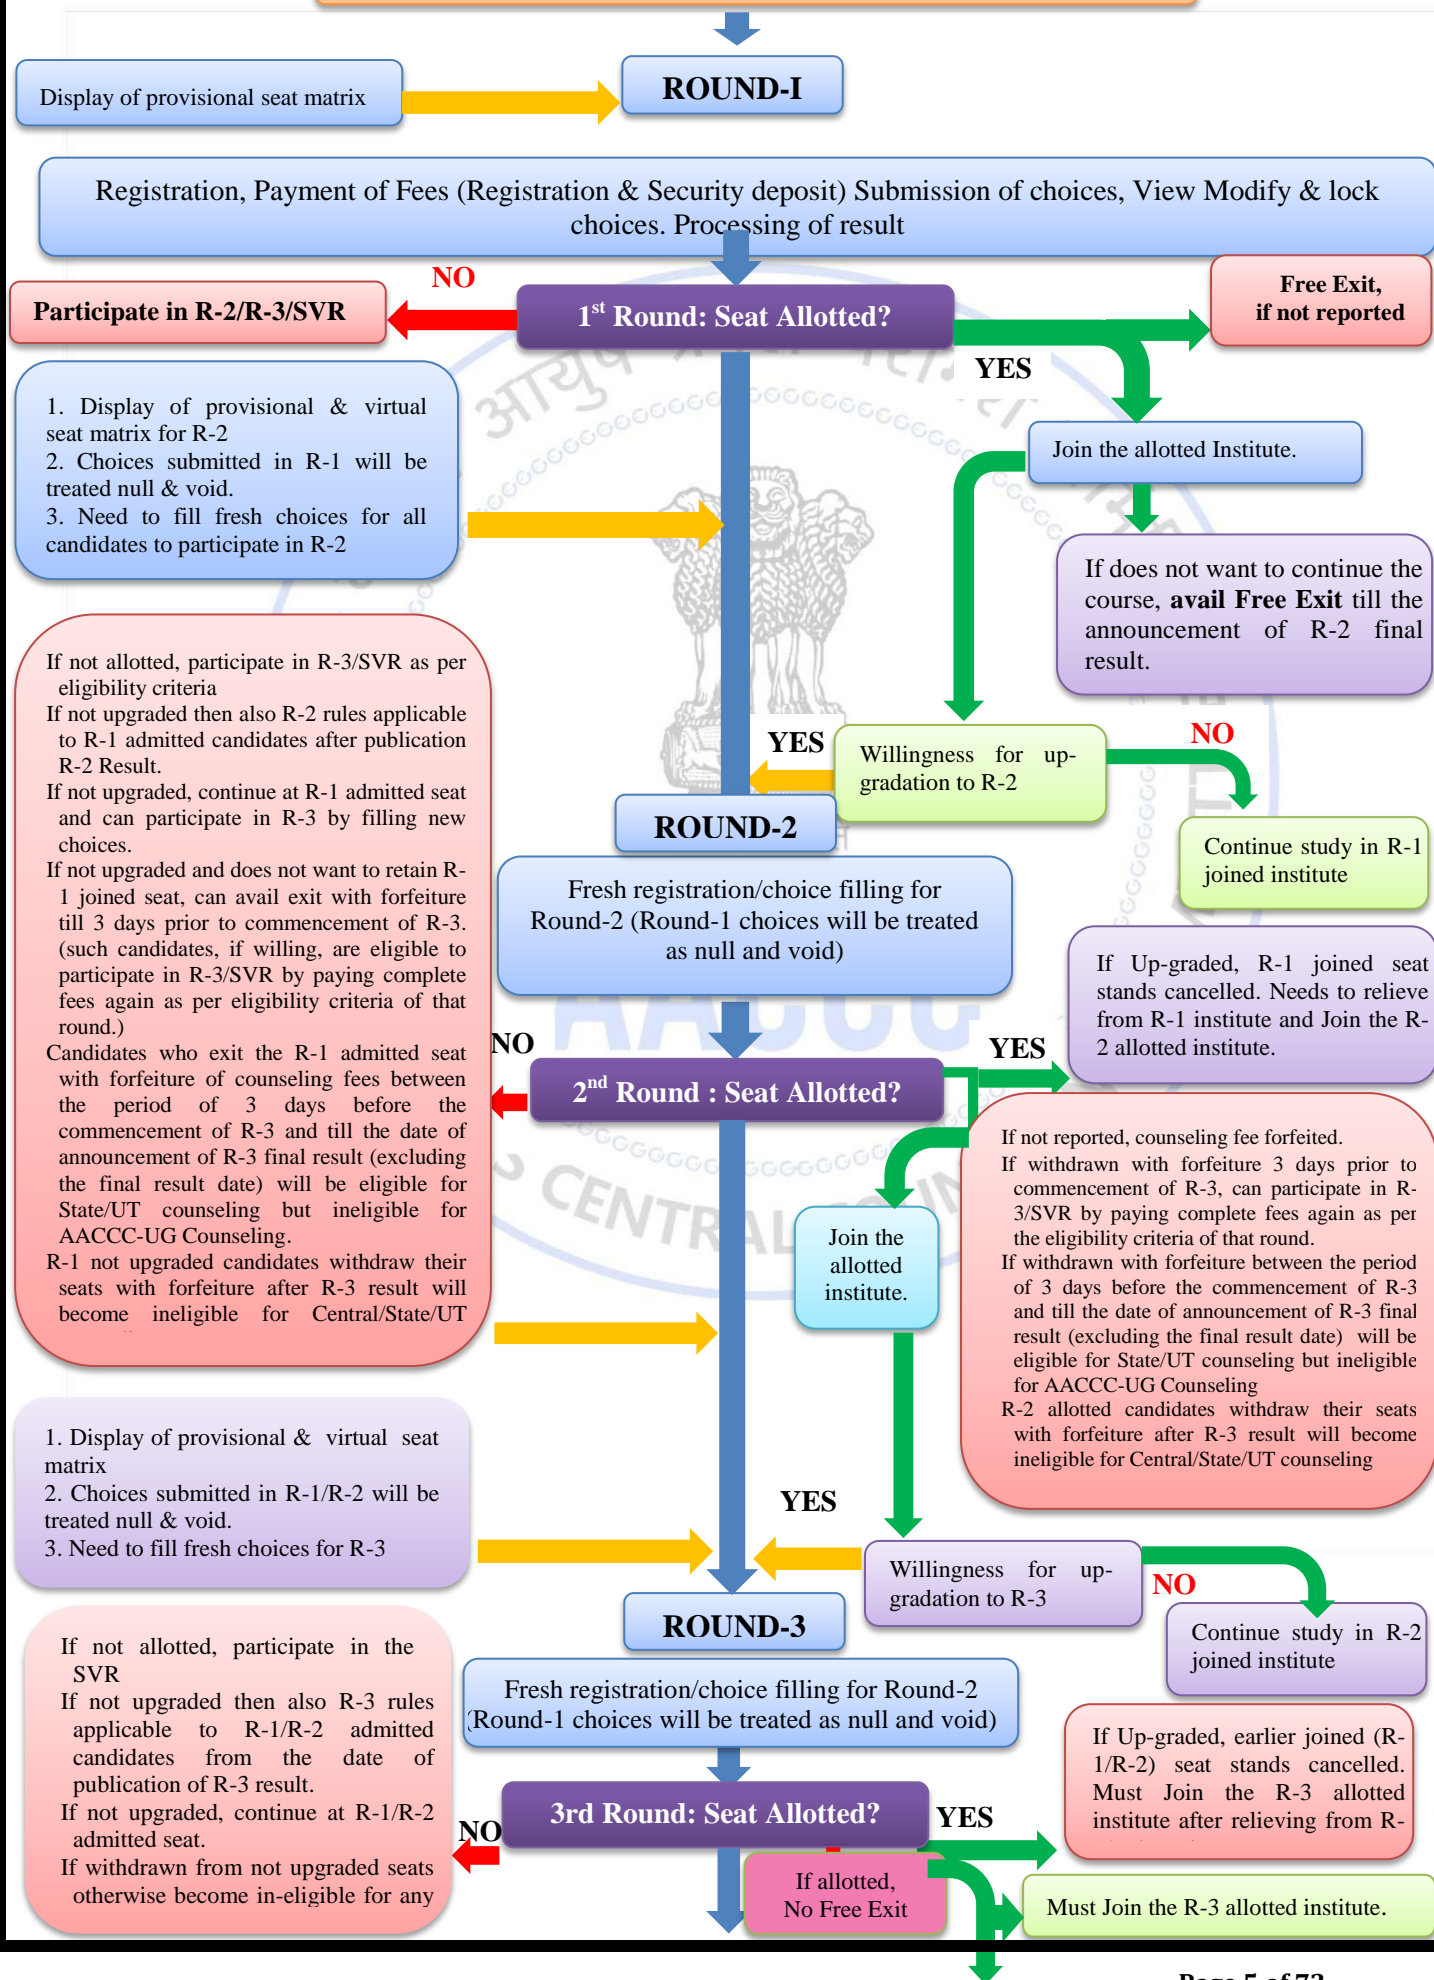 ROUND-I
Display of provisional seat matrix
Registration, Payment of Fees (Registration & Security deposit) Submission of choices, View Modify & lock
choices. Processing of result
NO
Participate in R-2/R-3/SVR
1st Round: Seat Allotted?
Free Exit,
if not reported
YES
1. Display of provisional & virtual
seat matrix for R-2
2. Choices submitted in R-1 will be
treated null & void.
3. Need to fill fresh choices for all
candidates to participate in R-2
Join the allotted Institute.
If does not want to continue the
course, avail Free Exit till the
announcement of R-2 final
result.
If not allotted, participate in R-3/SVR as per
eligibility criteria
If not upgraded then also R-2 rules applicable
to R-1 admitted candidates after publication
R-2 Result.
If not upgraded, continue at R-1 admitted seat
and can participate in R-3 by filling new
choices.
If not upgraded and does not want to retain R-
1 joined seat, can avail exit with forfeiture
till 3 days prior to commencement of R-3.
(such candidates, if willing, are eligible to
participate in R-3/SVR by paying complete
fees again as per eligibility criteria of that
round.)
Candidates who exit the R-1 admitted seat
with forfeiture of counseling fees between
the period of 3 days before the
commencement of R-3 and till the date of
announcement of R-3 final result (excluding
the final result date) will be eligible for
State/UT counseling but ineligible for
AACCC-UG Counseling.
R-1 not upgraded candidates withdraw their
seats with forfeiture after R-3 result will
become ineligible for Central/State/UT
YES
Willingness for up-
gradation to R-2
NO
Continue study in R-1
joined institute
ROUND-2
Fresh registration/choice filling for
Round-2 (Round-1 choices will be treated
as null and void)
If Up-graded, R-1 joined seat
stands cancelled. Needs to relieve
from R-1 institute and Join the R-
2 allotted institute.
NO
2nd Round : Seat Allotted?
YES
If not reported, counseling fee forfeited.
If withdrawn with forfeiture 3 days prior to
commencement of R-3, can participate in R-
3/SVR by paying complete fees again as per
the eligibility criteria of that round.
If withdrawn with forfeiture between the period
of 3 days before the commencement of R-3
and till the date of announcement of R-3 final
result (excluding the final result date) will be
eligible for State/UT counseling but ineligible
for AACCC-UG Counseling
R-2 allotted candidates withdraw their seats
with forfeiture after R-3 result will become
ineligible for Central/State/UT counseling
Join the
allotted
institute.
1. Display of provisional & virtual seat
matrix
2. Choices submitted in R-1/R-2 will be
treated null & void.
3. Need to fill fresh choices for R-3
YES
Willingness for up-
gradation to R-3
NO
Continue study in R-2
joined institute
ROUND-3
Fresh registration/choice filling for Round-2
(Round-1 choices will be treated as null and void)
If not allotted, participate in the
SVR
If not upgraded then also R-3 rules
applicable to R-1/R-2 admitted
candidates from the date of
publication of R-3 result.
If not upgraded, continue at R-1/R-2
admitted seat.
If withdrawn from not upgraded seats
otherwise become in-eligible for any
If Up-graded, earlier joined (R-
1/R-2) seat stands cancelled.
Must Join the R-3 allotted
institute after relieving from R-
NO
3rd Round: Seat Allotted?
YES
If allotted,
No Free Exit
Must Join the R-3 allotted institute.
Page 5 of 73